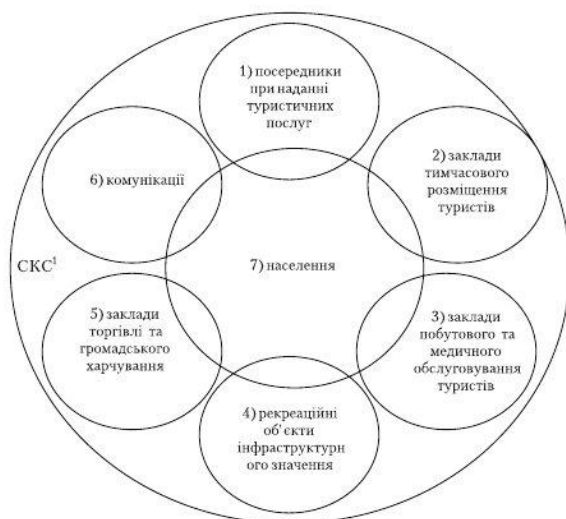 1) посередники
при наданні
туристичних
послуг
2) заклади
тимчасового
розміщення
туристів
6) комунікації
7) населення
СКС¹
5) заклади
торгівлі та
громадського
харчування
3) заклади
побутового та
медичного
обслуговування
туристів
4) рекреаційні
об'єкти
інфраструктурн
ого значення